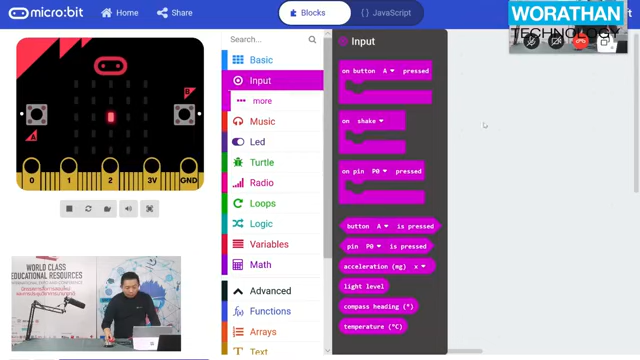 micro:bit
Home
Share
Blocks
JavaScript
WORATHAN
TECHNOLOGY
Search...
Basic
Input
more
Music
Led
Turtle
Radio
Loops
Logic
Variables
Math
Advanced
Functions
Arrays
Text
Input
on button A pressed
on shake
on pin P0 pressed
button A is pressed
pin P0 is pressed
acceleration (mg) x
light level
compass heading (°)
temperature (°C)
A
B
0
1
2
3V
GND
WORLD CLASS
EDUCATIONAL
RESOURCES